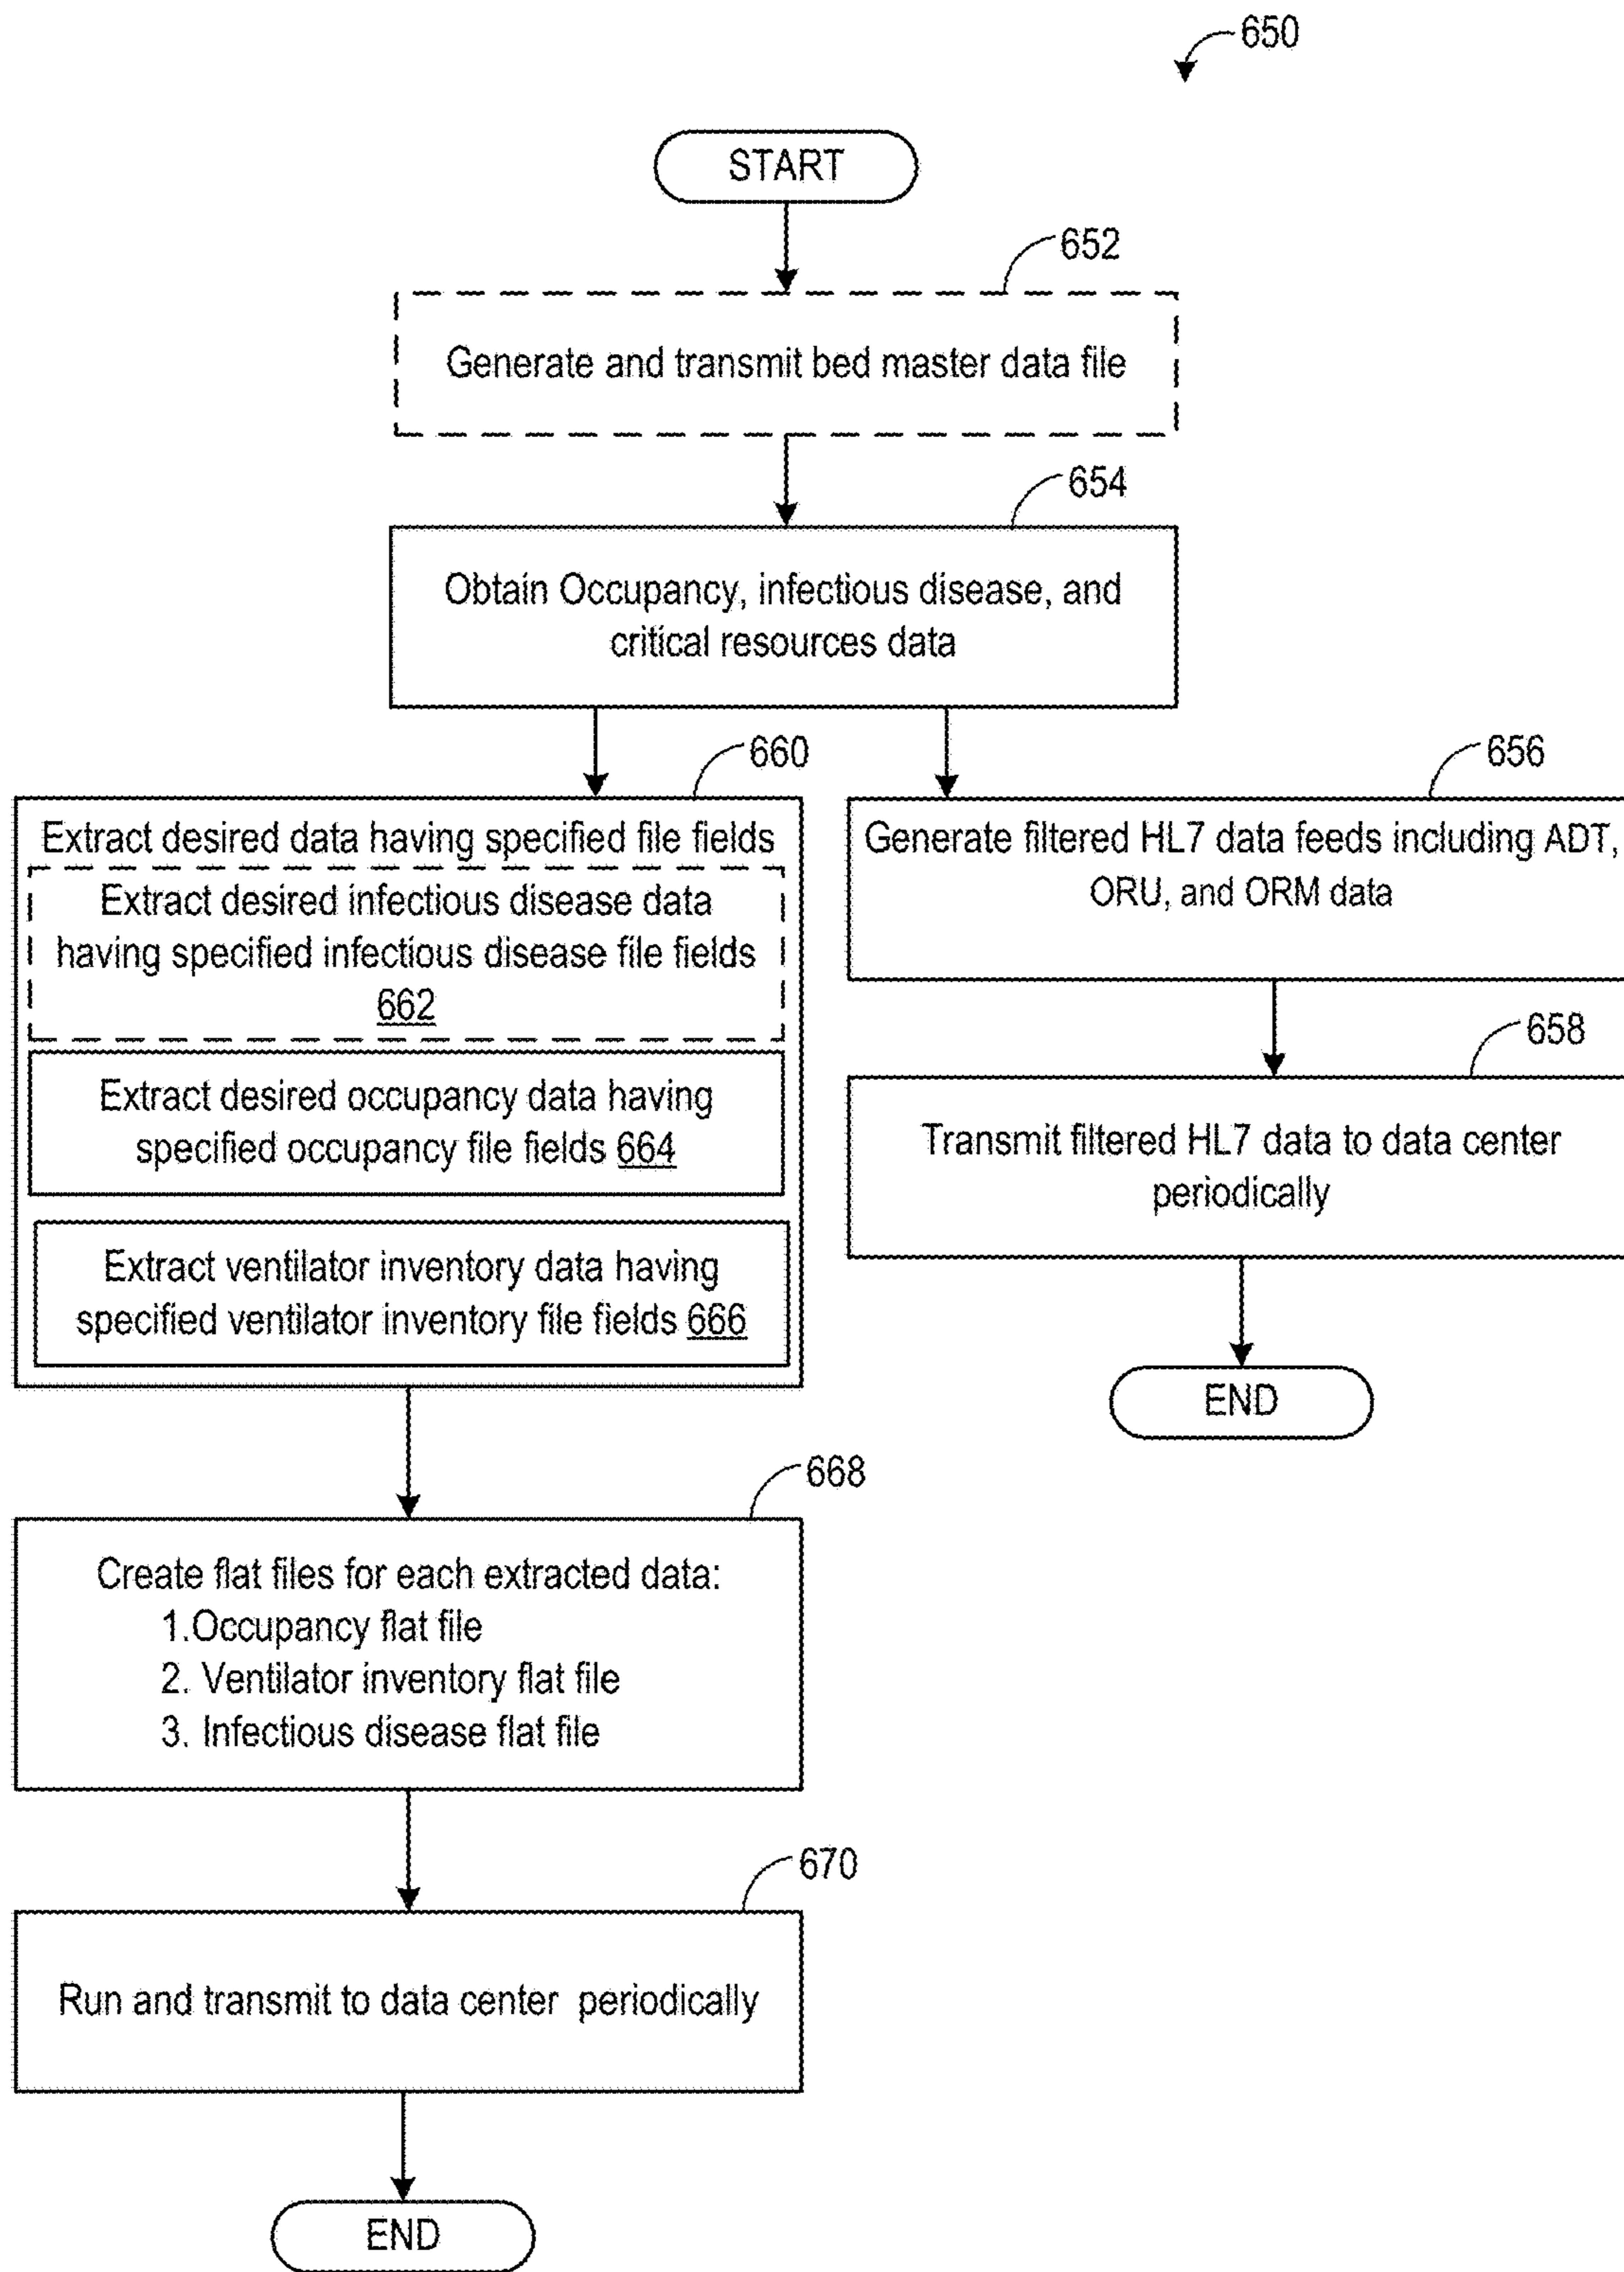 650
START
652
Generate and transmit bed master data file
654
Obtain Occupancy, infectious disease, and
critical resources data
660
Extract desired data having specified file fields
Extract desired infectious disease data
having specified infectious disease file fields
662
Extract desired occupancy data having
specified occupancy file fields 664
Extract ventilator inventory data having
specified ventilator inventory file fields 666
656
Generate filtered HL7 data feeds including ADT,
ORU, and ORM data
658
Transmit filtered HL7 data to data center
periodically
END
668
Create flat files for each extracted data:
1.Occupancy flat file
2. Ventilator inventory flat file
3. Infectious disease flat file
670
Run and transmit to data center periodically
END